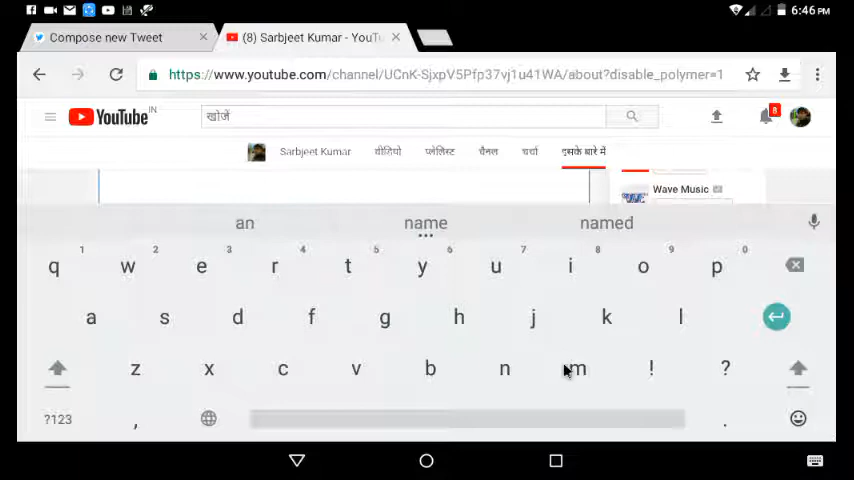 6:46 PM
Compose new Tweet
(8) Sarbjeet Kumar - YouTu
https://www.youtube.com/channel/UCnK-SjxpV5Pfp37vj1u41WA/about?disable_polymer=1
YouTube IN
खोजें
8
Sarbjeet Kumar वीडियो प्लेलिस्ट चैनल चर्चा इसके बारे में
Wave Music
an name named
1 2 3 4 5 6 7 8 9 0
q w e r t y u i o p
a s d f g h j k l
z x c v b n m ! ?
?123 , .